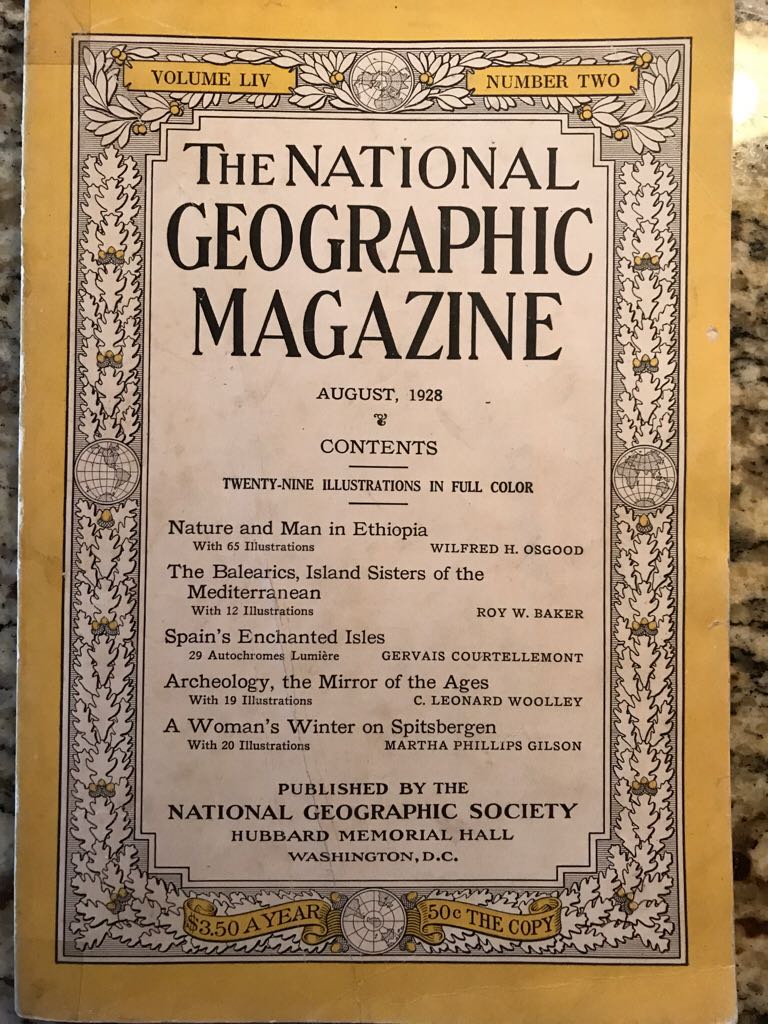 VOLUME LIV
NUMBER TWO
THE NATIONAL
GEOGRAPHIC
MAGAZINE
AUGUST, 1928
CONTENTS
TWENTY-NINE ILLUSTRATIONS IN FULL COLOR
Nature and Man in Ethiopia
With 65 Illustrations WILFRED H. OSGOOD
The Balearics, Island Sisters of the
Mediterranean
With 12 Illustrations ROY W. BAKER
Spain's Enchanted Isles
29 Autochromes Lumière GERVAIS COURTELLEMONT
Archeology, the Mirror of the Ages
With 19 Illustrations C. LEONARD WOOLLEY
A Woman's Winter on Spitsbergen
With 20 Illustrations MARTHA PHILLIPS GILSON
PUBLISHED BY THE
NATIONAL GEOGRAPHIC SOCIETY
HUBBARD MEMORIAL HALL
WASHINGTON, D.C.
$3.50 A YEAR
50c THE COPY